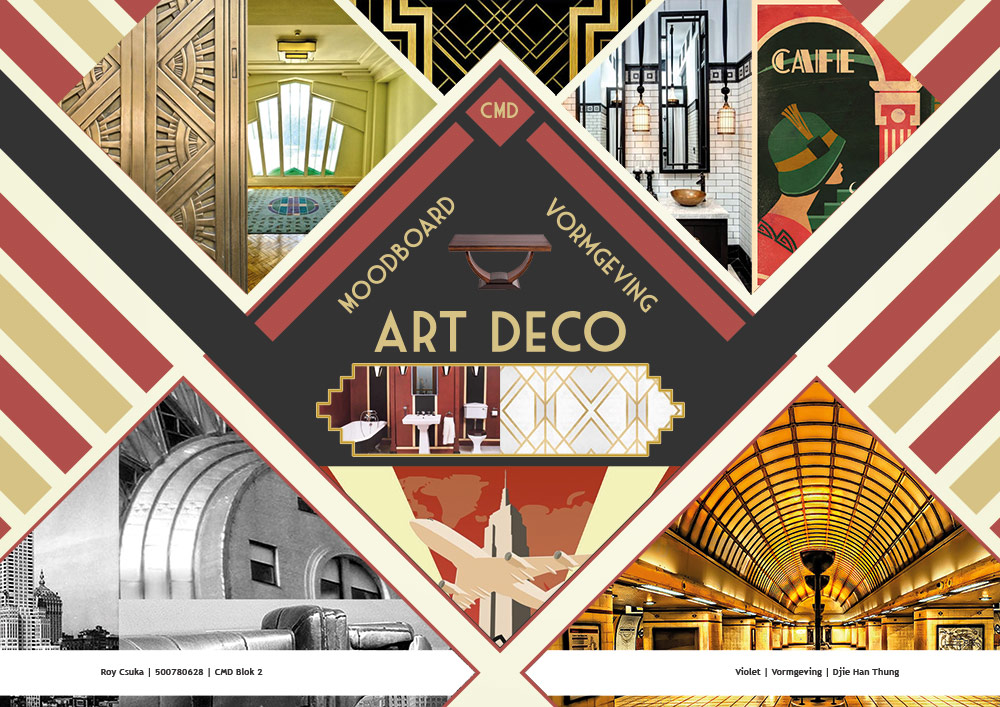 CMD
CAFE
MOODBOARD
VORMGEVING
ART DECO
Roy Csuka | 500780628 | CMD Blok 2
Violet | Vormgeving | Djie Han Thung